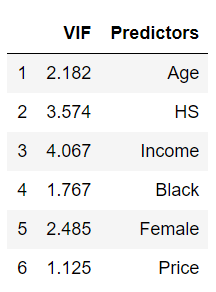 VIF Predictors
1 2.182 Age
2 3.574 HS
3 4.067 Income
4 1.767 Black
5 2.485 Female
6 1.125 Price